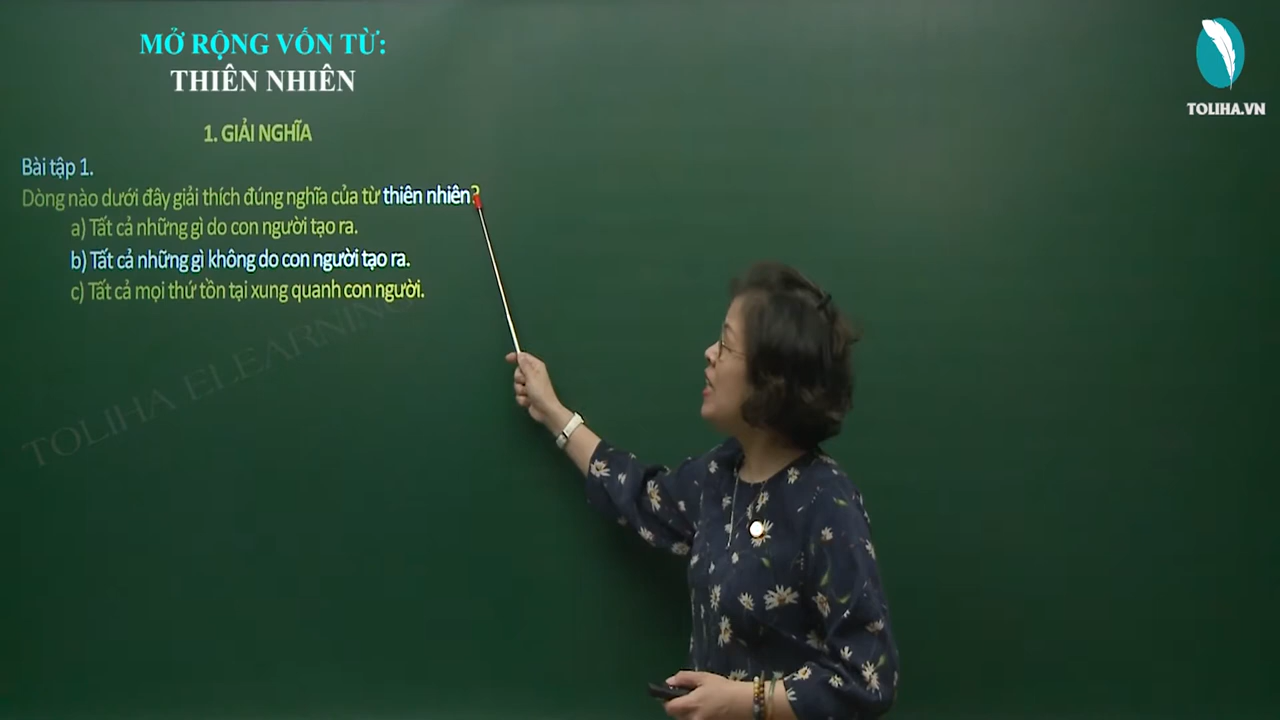 MỞ RỘNG VỐN TỪ:
THIÊN NHIÊN
TOLIHA.VN
1. GIẢI NGHĨA
Bài tập 1.
Dòng nào dưới đây giải thích đúng nghĩa của từ thiên nhiên?
a) Tất cả những gì do con người tạo ra.
b) Tất cả những gì không do con người tạo ra.
c) Tất cả mọi thứ tồn tại xung quanh con người.
TOLIHA ELEARNING